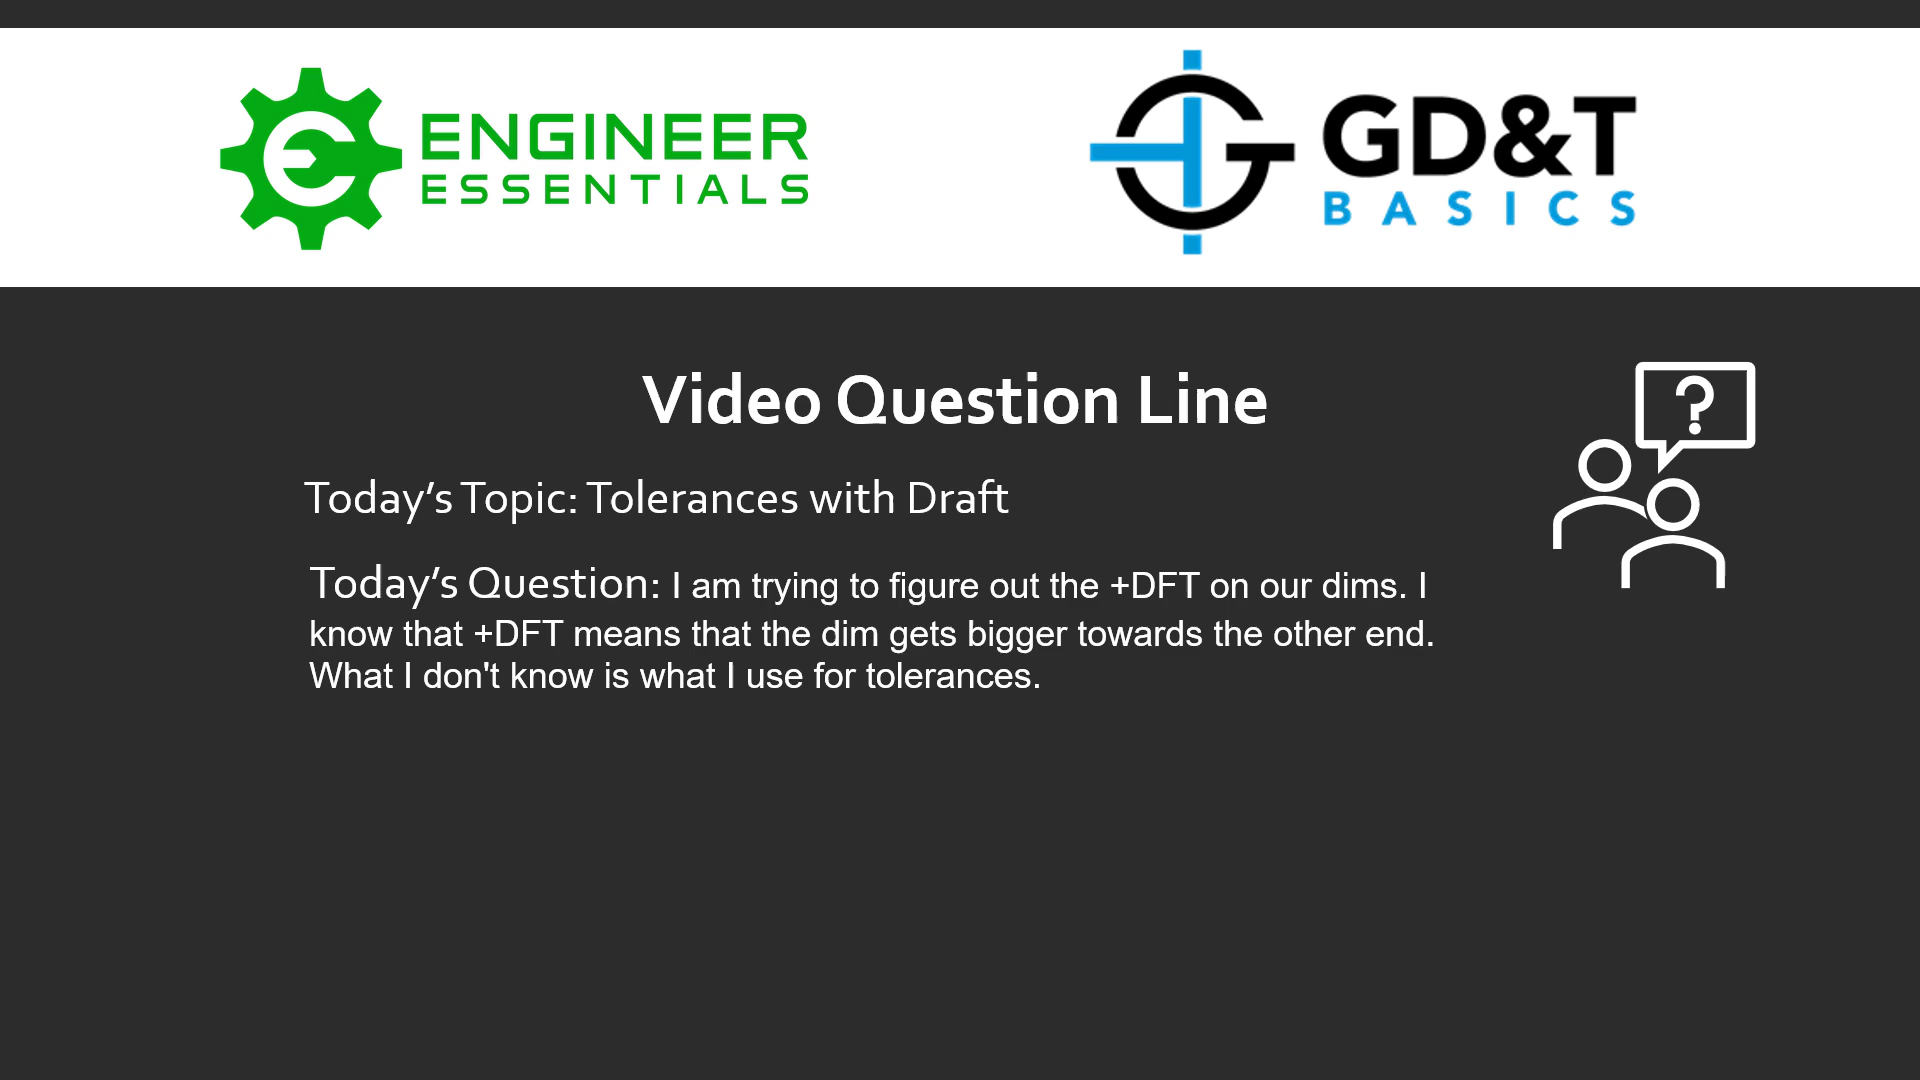 ENGINEER
ESSENTIALS
GD&T
BASICS
Video Question Line
?
Today’s Topic: Tolerances with Draft
Today’s Question: I am trying to figure out the +DFT on our dims. I
know that +DFT means that the dim gets bigger towards the other end.
What I don't know is what I use for tolerances.